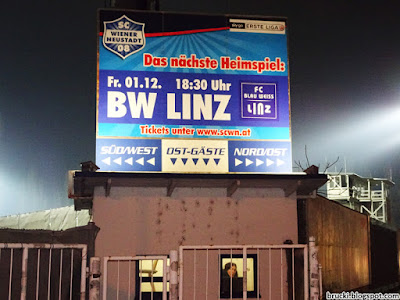 SC
WIENER
NEUSTADT
08
ERSTE LIGA
Das nächste Heimspiel:
Fr. 01.12. 18:30 Uhr
BW LINZ
FC
BLAU WEISS
LINZ
Tickets unter www.scwn.at
SÜD/WEST
OST-GÄSTE
NORD/OST
bruckir.blogspot.com